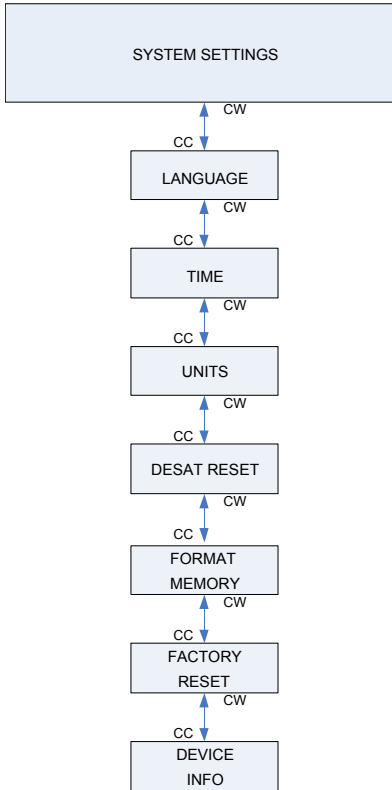 SYSTEM SETTINGS
CW
CC
LANGUAGE
CW
CC
TIME
CW
CC
UNITS
CW
CC
DESAT RESET
CW
CC
FORMAT
MEMORY
CW
CC
FACTORY
RESET
CW
CC
DEVICE
INFO